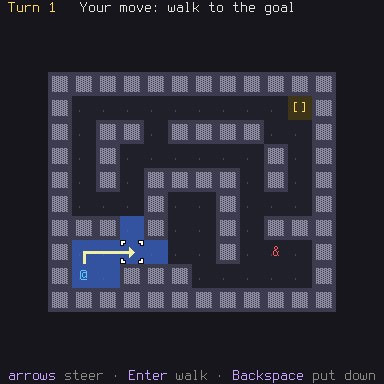 Turn 1 Your move: walk to the goal
[]
&
@
arrows steer · Enter walk · Backspace put down